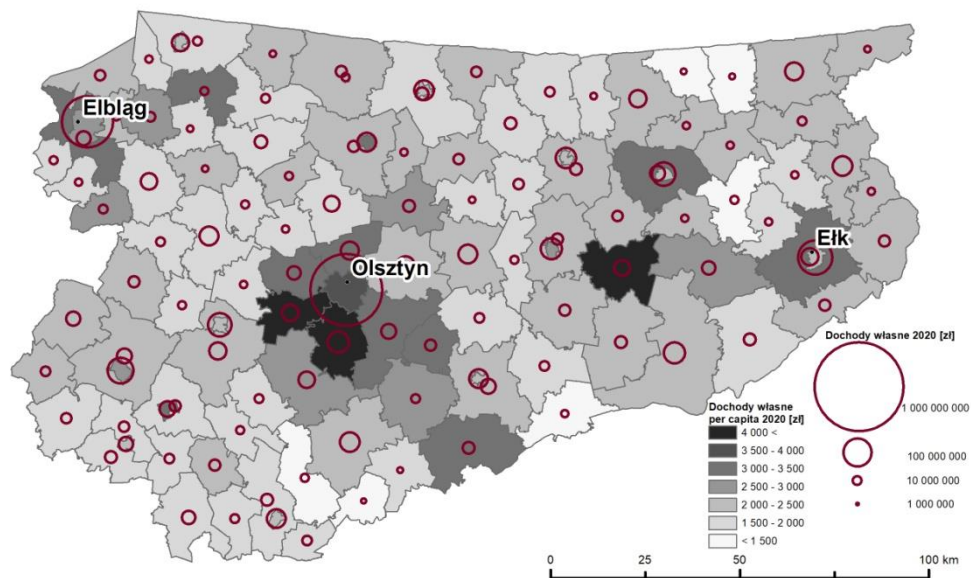 Elbląg
Olsztyn
Ełk
Dochody własne 2020 [zł]
1 000 000 000
100 000 000
10 000 000
1 000 000
Dochody własne
per capita 2020 [zł]
4 000 <
3 500 - 4 000
3 000 - 3 500
2 500 - 3 000
2 000 - 2 500
1 500 - 2 000
< 1 500
0 25 50 100 km